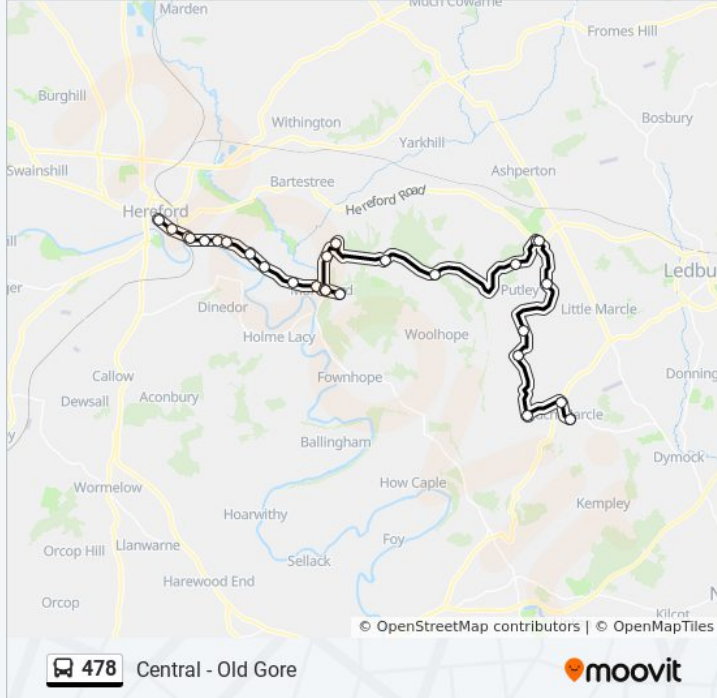 Marden
Much Cowarne
Fromes Hill
Burghill
Bosbury
Withington
Yarkhill
Swainshill
Ashperton
Bartestree
Hereford Road
Hereford
Ledbu
Putley
Dinedor
Little Marcle
Holme Lacy
Woolhope
Callow
Fownhope
Donning
Dewsall
Aconbury
Ballingham
Dymock
How Caple
Wormelow
Kempley
Hoarwithy
Orcop Hill
Llanwarne
Foy
Sellack
Harewood End
Orcop
Kilcot
© OpenStreetMap contributors | © OpenMapTiles
478 Central - Old Gore
moovit